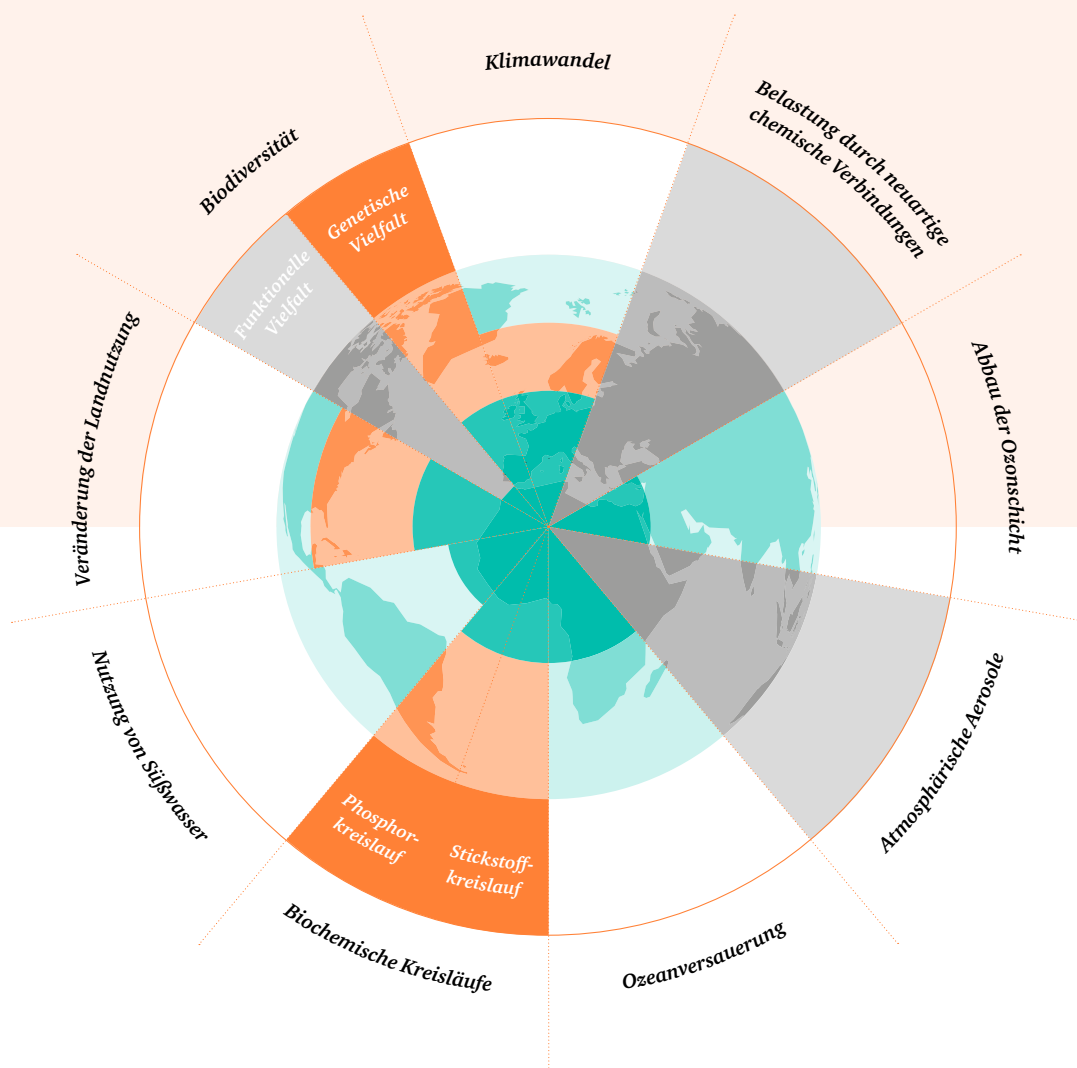 Klimawandel
Belastung durch neuartige
chemische Verbindungen
Biodiversität
Genetische
Vielfalt
Funktionelle
Vielfalt
Abbau der Ozonschicht
Veränderung der Landnutzung
Nutzung von Süßwasser
Atmosphärische Aerosole
Phosphor-
kreislauf
Stickstoff-
kreislauf
Biochemische Kreisläufe
Ozeanversauerung